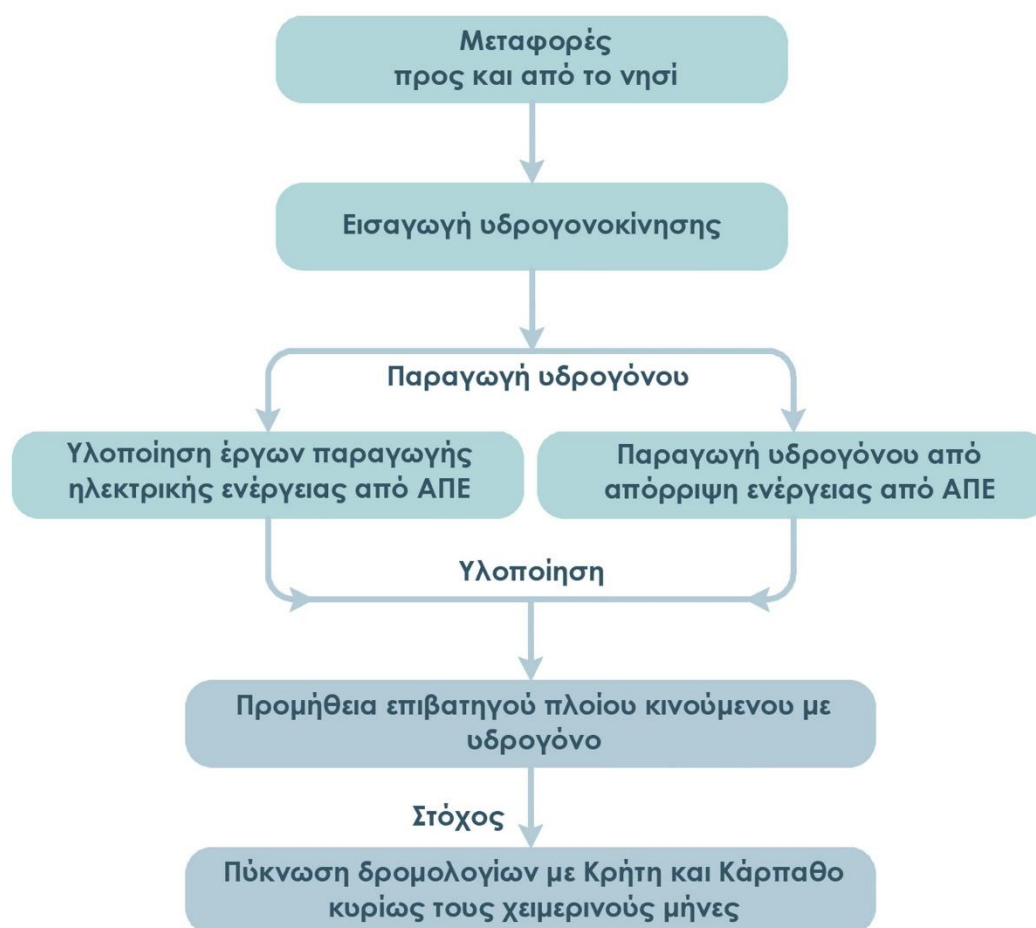 Μεταφορές
προς και από το νησί
Εισαγωγή υδρογονοκίνησης
Παραγωγή υδρογόνου
Υλοποίηση έργων παραγωγής
ηλεκτρικής ενέργειας από ΑΠΕ
Παραγωγή υδρογόνου από
απόρριψη ενέργειας από ΑΠΕ
Υλοποίηση
Προμήθεια επιβατηγού πλοίου κινούμενου με
υδρογόνο
Στόχος
Πύκνωση δρομολογίων με Κρήτη και Κάρπαθο
κυρίως τους χειμερινούς μήνες